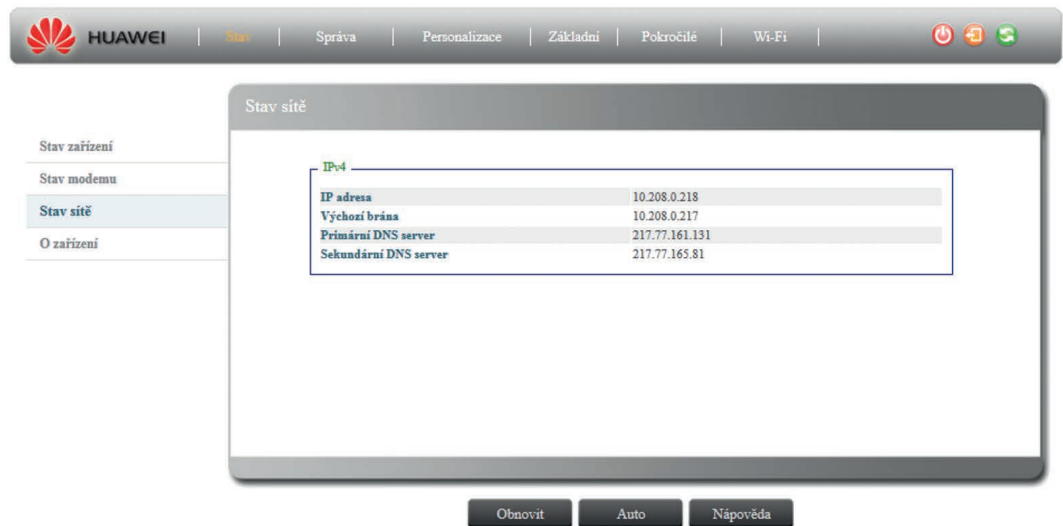 HUAWEI | Stav | Správa | Personalizace | Základní | Pokročilé | Wi-Fi |
Stav sítě
Stav zařízení
Stav modemu
Stav sítě
O zařízení
IPv4
IP adresa 10.208.0.218
Výchozí brána 10.208.0.217
Primární DNS server 217.77.161.131
Sekundární DNS server 217.77.165.81
Obnovit Auto Nápověda